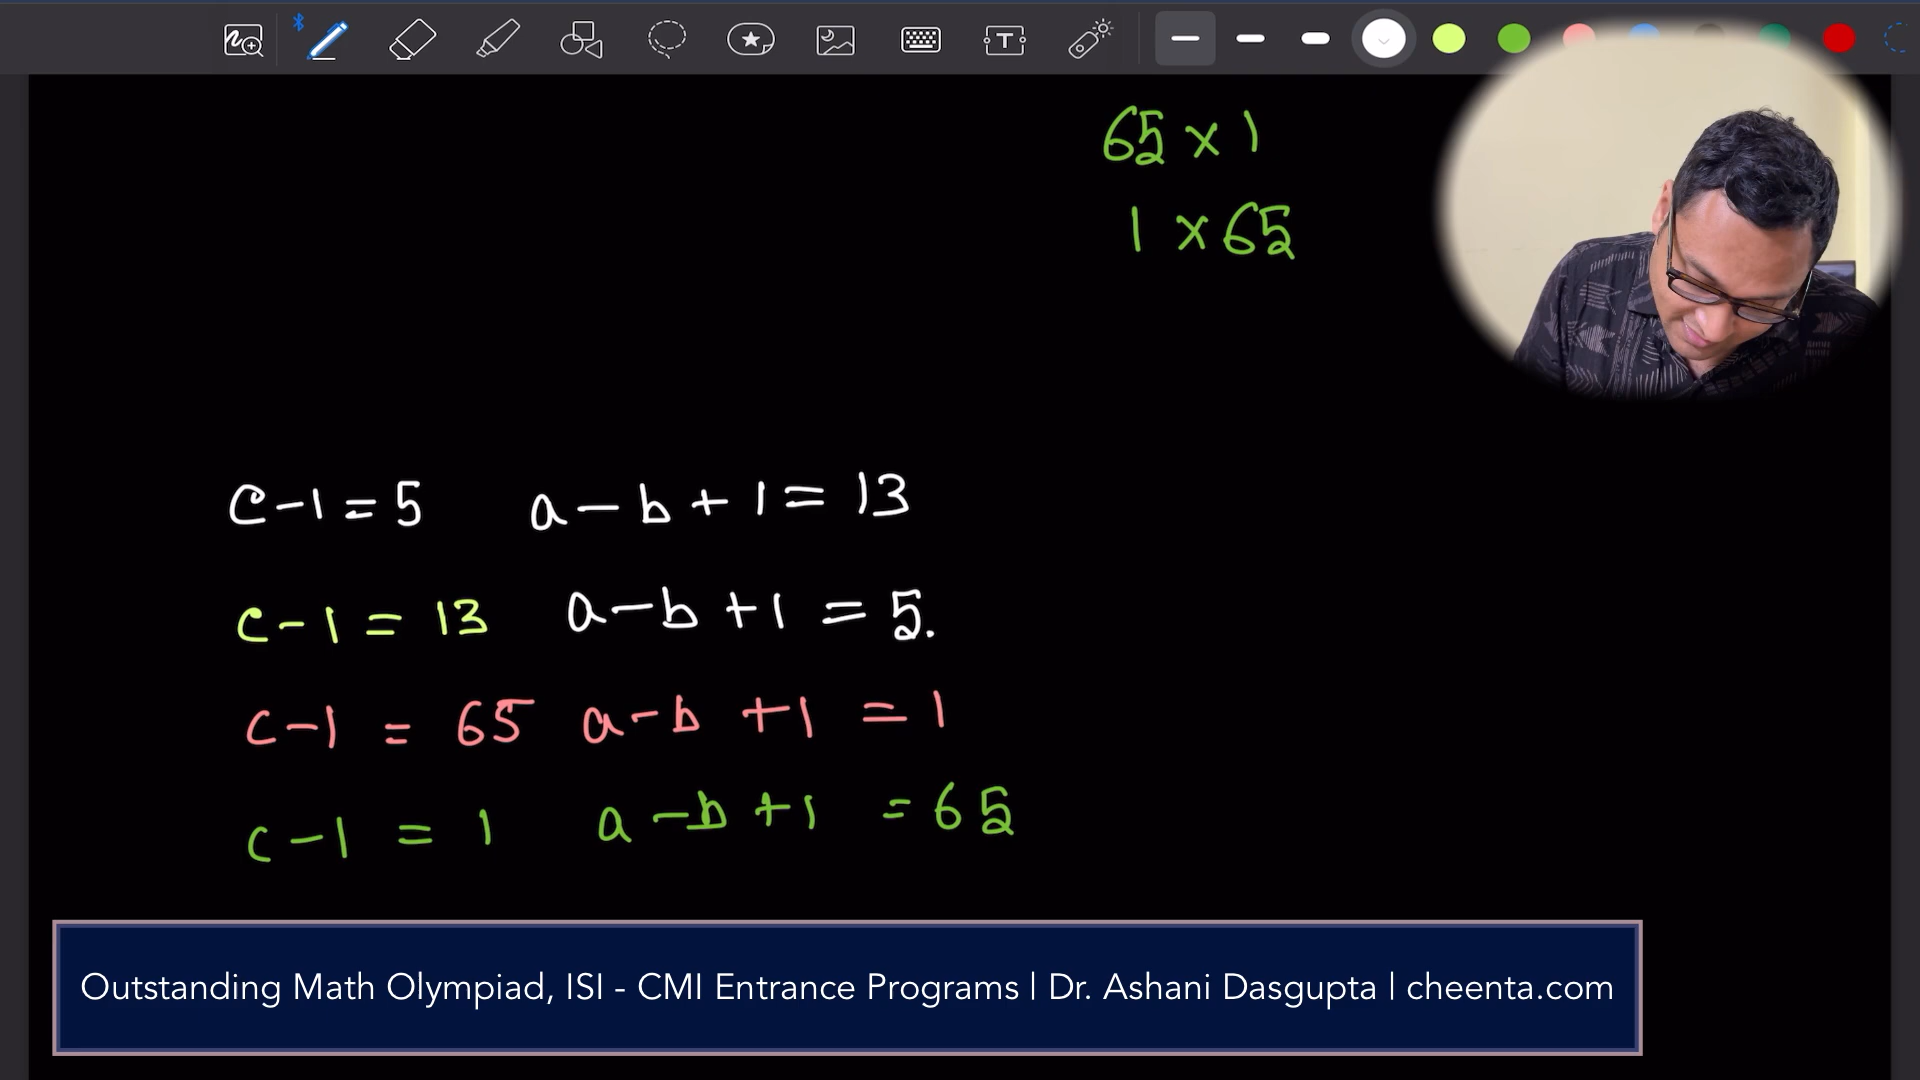 65 × 1
1 × 65
c - 1 = 5 a - b + 1 = 13
c - 1 = 13 a - b + 1 = 5.
c - 1 = 65 a - b + 1 = 1
c - 1 = 1 a - b + 1 = 65
Outstanding Math Olympiad, ISI - CMI Entrance Programs | Dr. Ashani Dasgupta | cheenta.com